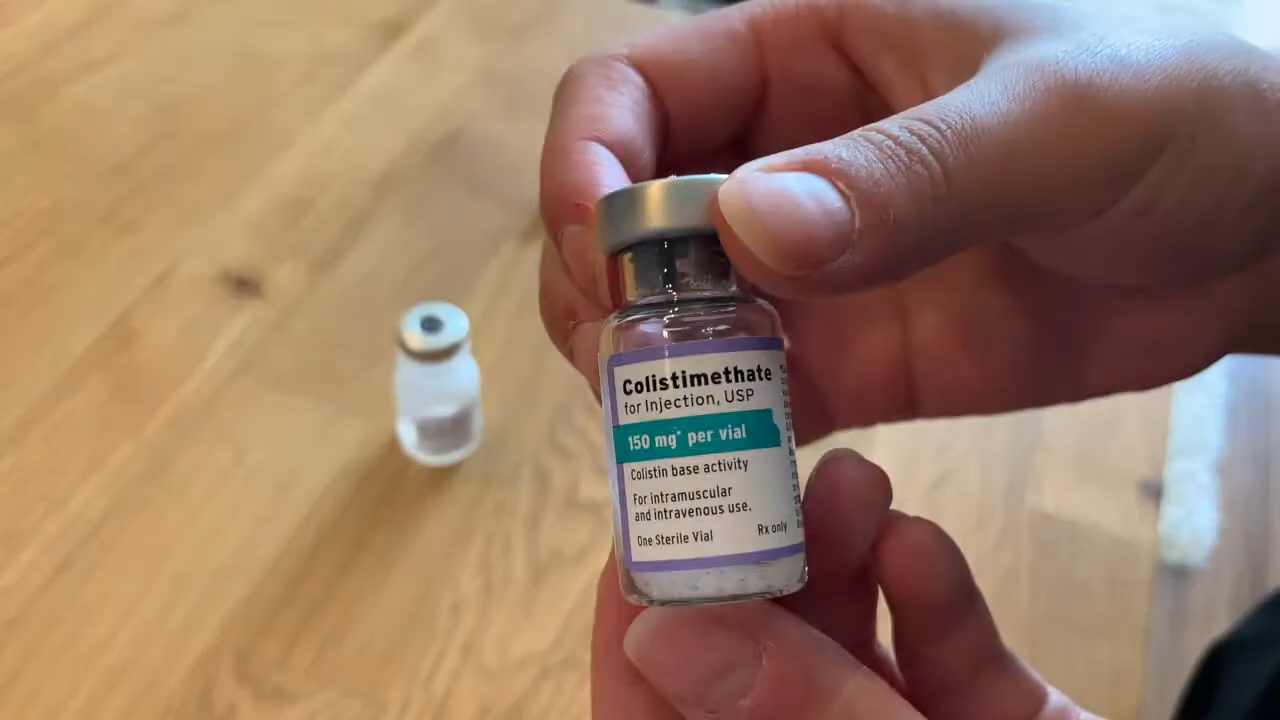 Colistimethate
for Injection, USP
150 mg* per vial
Colistin base activity
For intramuscular
and intravenous use.
One Sterile Vial
Rx only